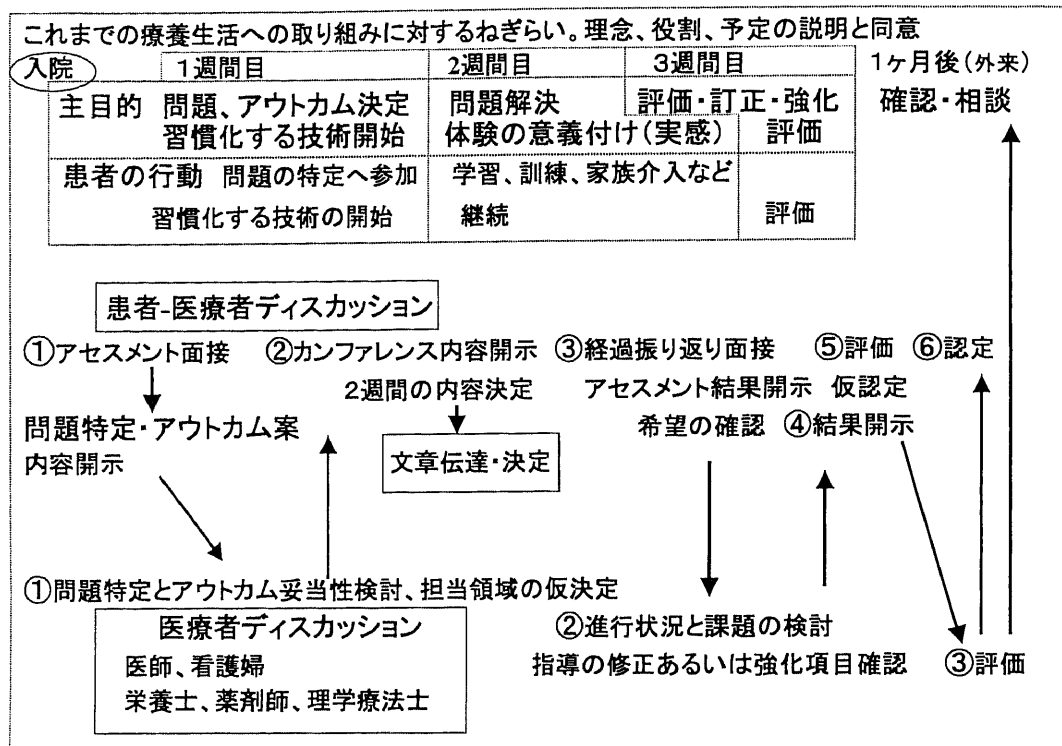 これまでの療養生活への取り組みに対するねぎらい。理念、役割、予定の説明と同意
入院 1週間目 2週間目 3週間目 1ヶ月後(外来)
主目的 問題、アウトカム決定 問題解決 評価・訂正・強化 確認・相談
習慣化する技術開始 体験の意義付け(実感) 評価
患者の行動 問題の特定へ参加 学習、訓練、家族介入など
習慣化する技術の開始 継続 評価
患者-医療者ディスカッション
①アセスメント面接 ②カンファレンス内容開示 ③経過振り返り面接 ⑤評価 ⑥認定
2週間の内容決定 アセスメント結果開示 仮認定
問題特定・アウトカム案 希望の確認 ④結果開示
内容開示 文章伝達・決定
①問題特定とアウトカム妥当性検討、担当領域の仮決定
医療者ディスカッション ②進行状況と課題の検討
医師、看護婦 指導の修正あるいは強化項目確認 ③評価
栄養士、薬剤師、理学療法士